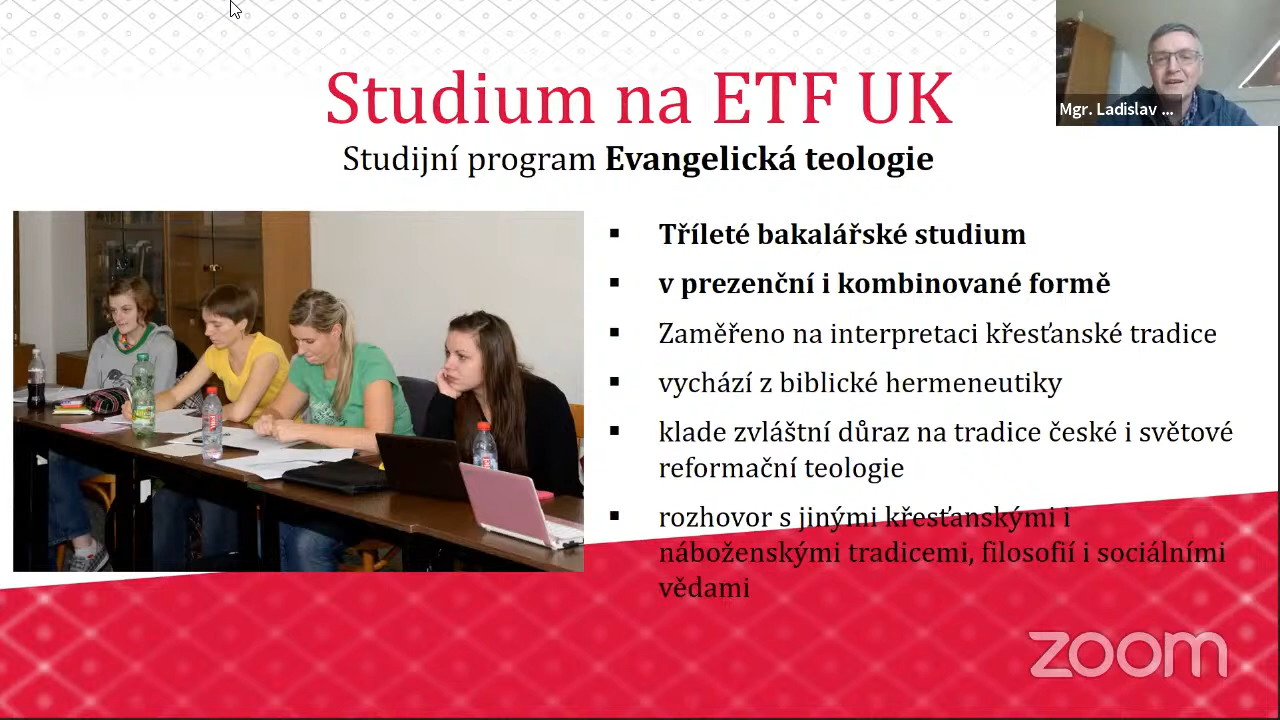 Studium na ETF UK
Mgr. Ladislav ...
Studijní program Evangelická teologie
▪ Tříleté bakalářské studium
▪ v prezenční i kombinované formě
▪ Zaměřeno na interpretaci křesťanské tradice
▪ vychází z biblické hermeneutiky
▪ klade zvláštní důraz na tradice české i světové
reformační teologie
▪ rozhovor s jinými křesťanskými i
náboženskými tradicemi, filosofií i sociálními
vědami
zoom